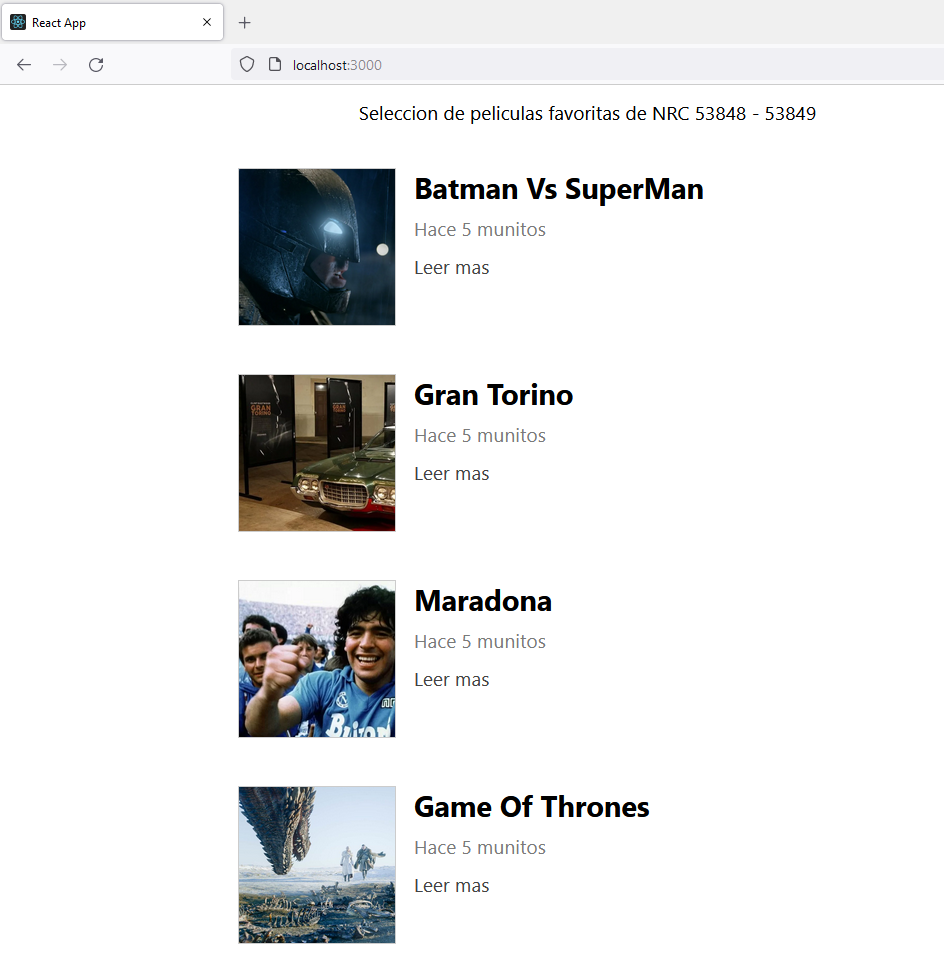 React App
localhost:3000
Seleccion de peliculas favoritas de NRC 53848 - 53849
Batman Vs SuperMan
Hace 5 munitos
Leer mas
GRAN
TORINO
GRAN
TORINO
Gran Torino
Hace 5 munitos
Leer mas
Maradona
Hace 5 munitos
Leer mas
Game Of Thrones
Hace 5 munitos
Leer mas